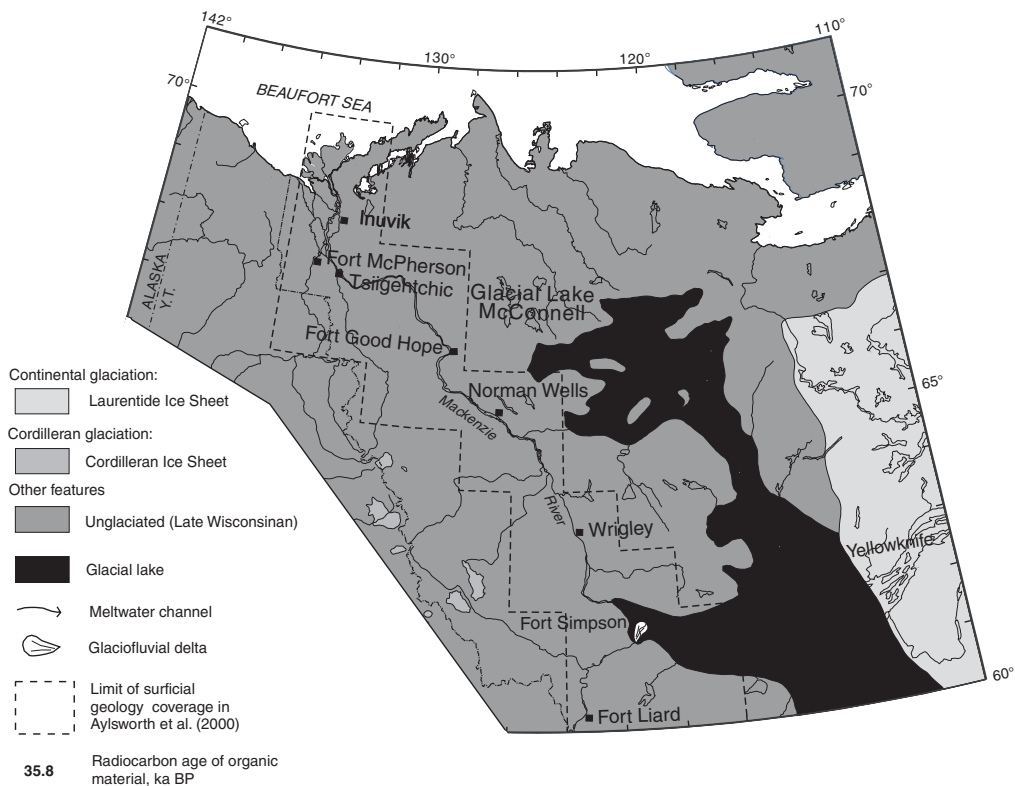 142°
110°
130°
120°
70°
BEAUFORT SEA
70°
Inuvik
Fort McPherson
Tsiigehtchic
ALASKA
Y.T.
Glacial Lake
McConnell
Fort Good Hope
Continental glaciation:
Laurentide Ice Sheet
65°
Norman Wells
Mackenzie
Cordilleran glaciation:
Cordilleran Ice Sheet
Other features
Unglaciated (Late Wisconsinan)
River
Wrigley
Yellowknife
Glacial lake
Meltwater channel
Fort Simpson
Glaciofluvial delta
60°
Limit of surficial
geology coverage in
Aylsworth et al. (2000)
Fort Liard
35.8
Radiocarbon age of organic
material, ka BP